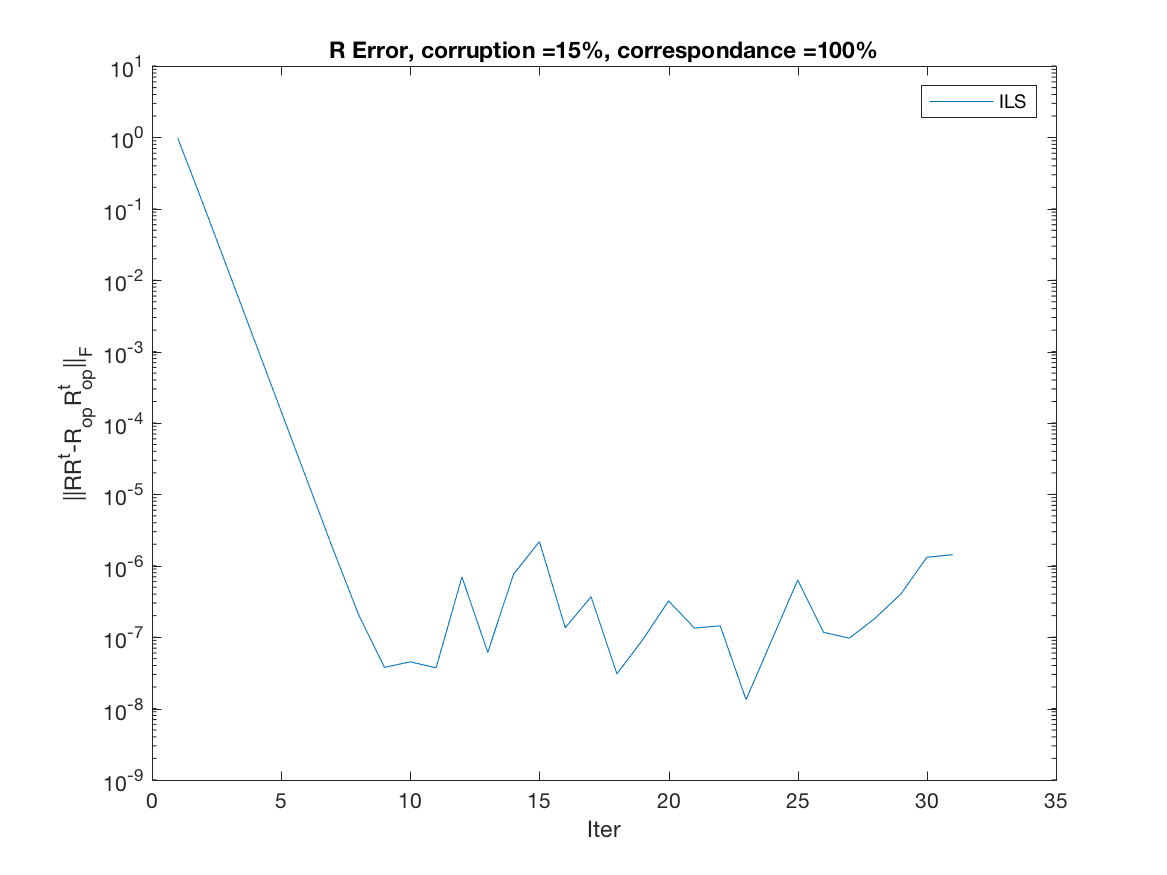 R Error, corruption =15%, correspondance =100%
ILS
10^1
10^0
10^-1
10^-2
10^-3
10^-4
10^-5
10^-6
10^-7
10^-8
10^-9
||RR^t-R_op R^t_op||_F
0 5 10 15 20 25 30 35
Iter